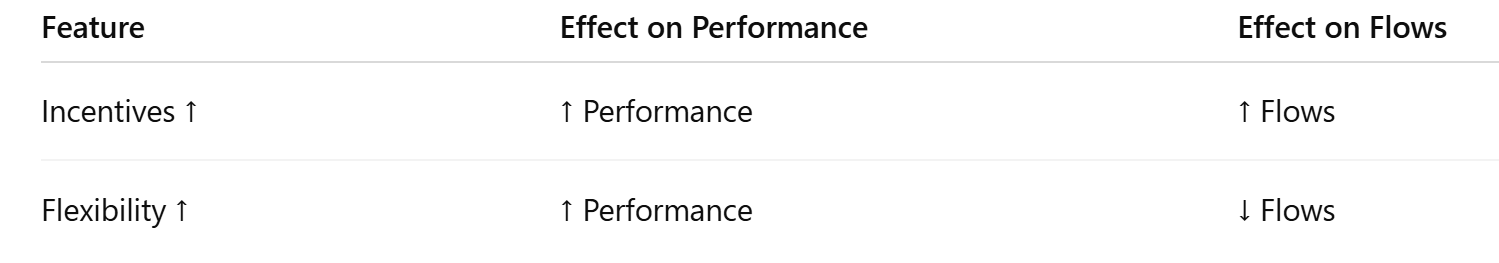 Feature Effect on Performance Effect on Flows
Incentives ↑ ↑ Performance ↑ Flows
Flexibility ↑ ↑ Performance ↓ Flows